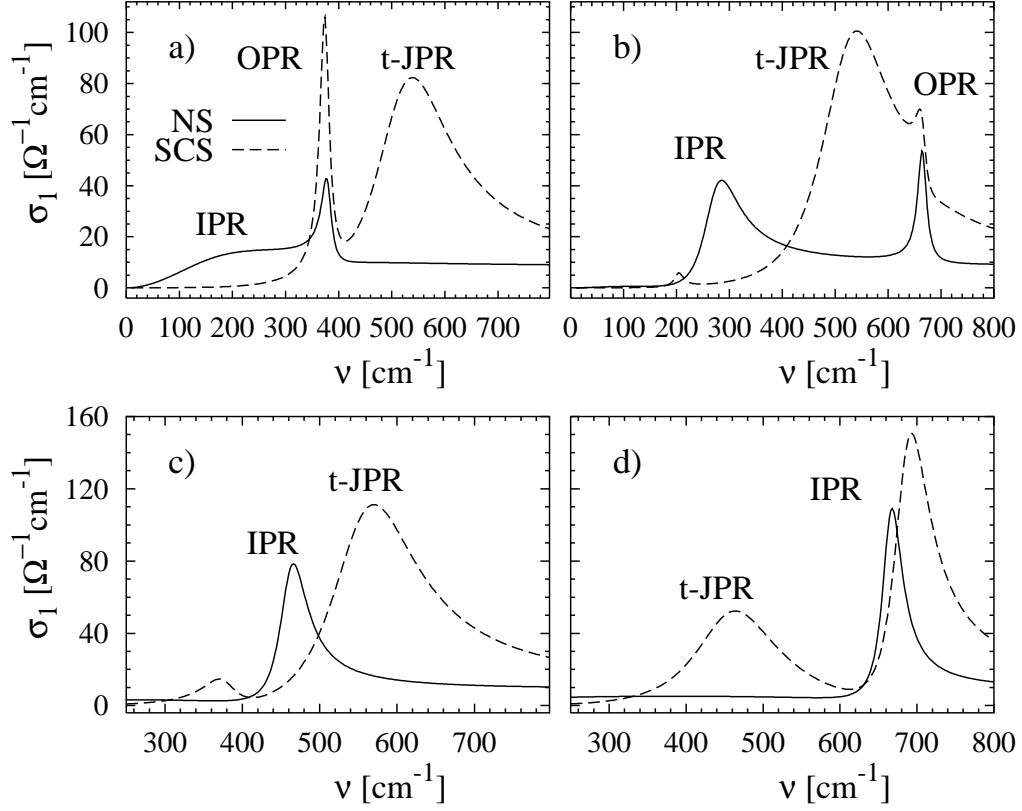 a)
OPR
t-JPR
NS
SCS
IPR
100
80
60
40
20
0
σ₁ [Ω⁻¹cm⁻¹]
0 100 200 300 400 500 600 700
ν [cm⁻¹]
b)
t-JPR
OPR
IPR
0 100 200 300 400 500 600 700 800
ν [cm⁻¹]
c)
t-JPR
IPR
160
120
80
40
0
σ₁ [Ω⁻¹cm⁻¹]
300 400 500 600 700
ν [cm⁻¹]
d)
IPR
t-JPR
300 400 500 600 700 800
ν [cm⁻¹]